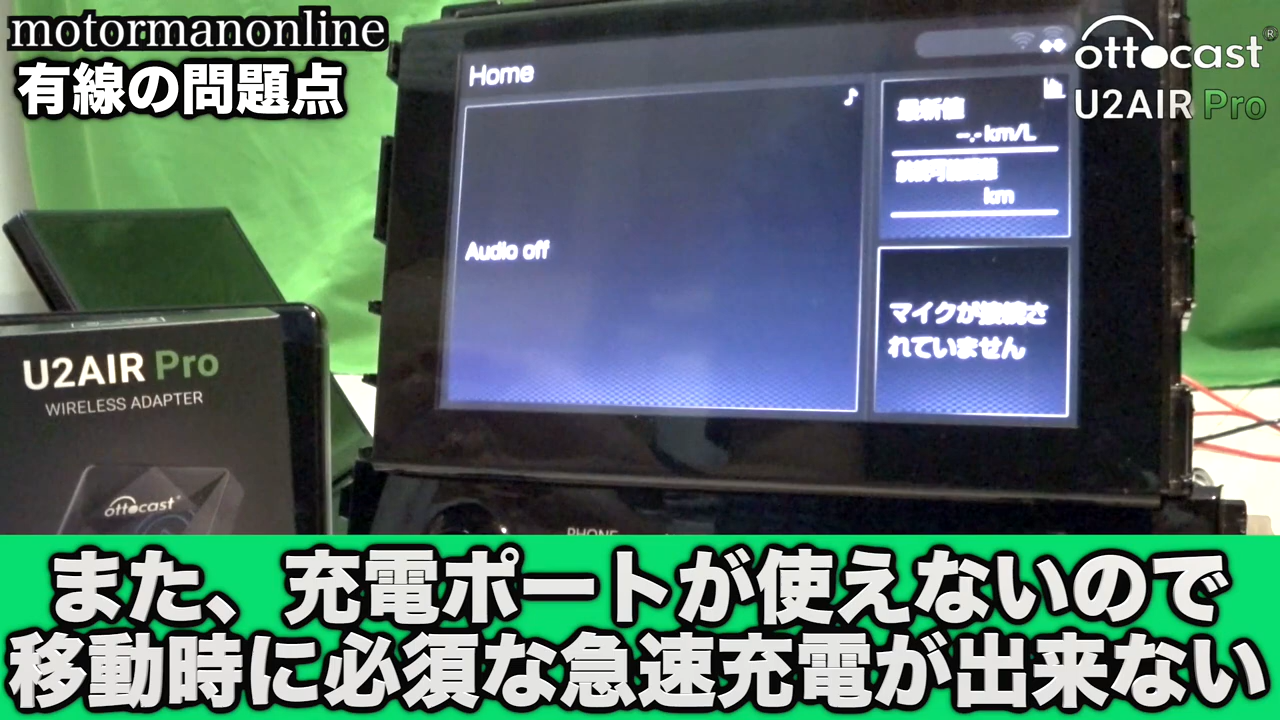 motormanonline
有線の問題点
ottocast®
U2AIR Pro
Home
最新値
-.- km/L
km
Audio off
マイクが接続さ
れていません
U2AIR Pro
WIRELESS ADAPTER
ottocast
PHONE
また、充電ポートが使えないので
移動時に必須な急速充電が出来ない